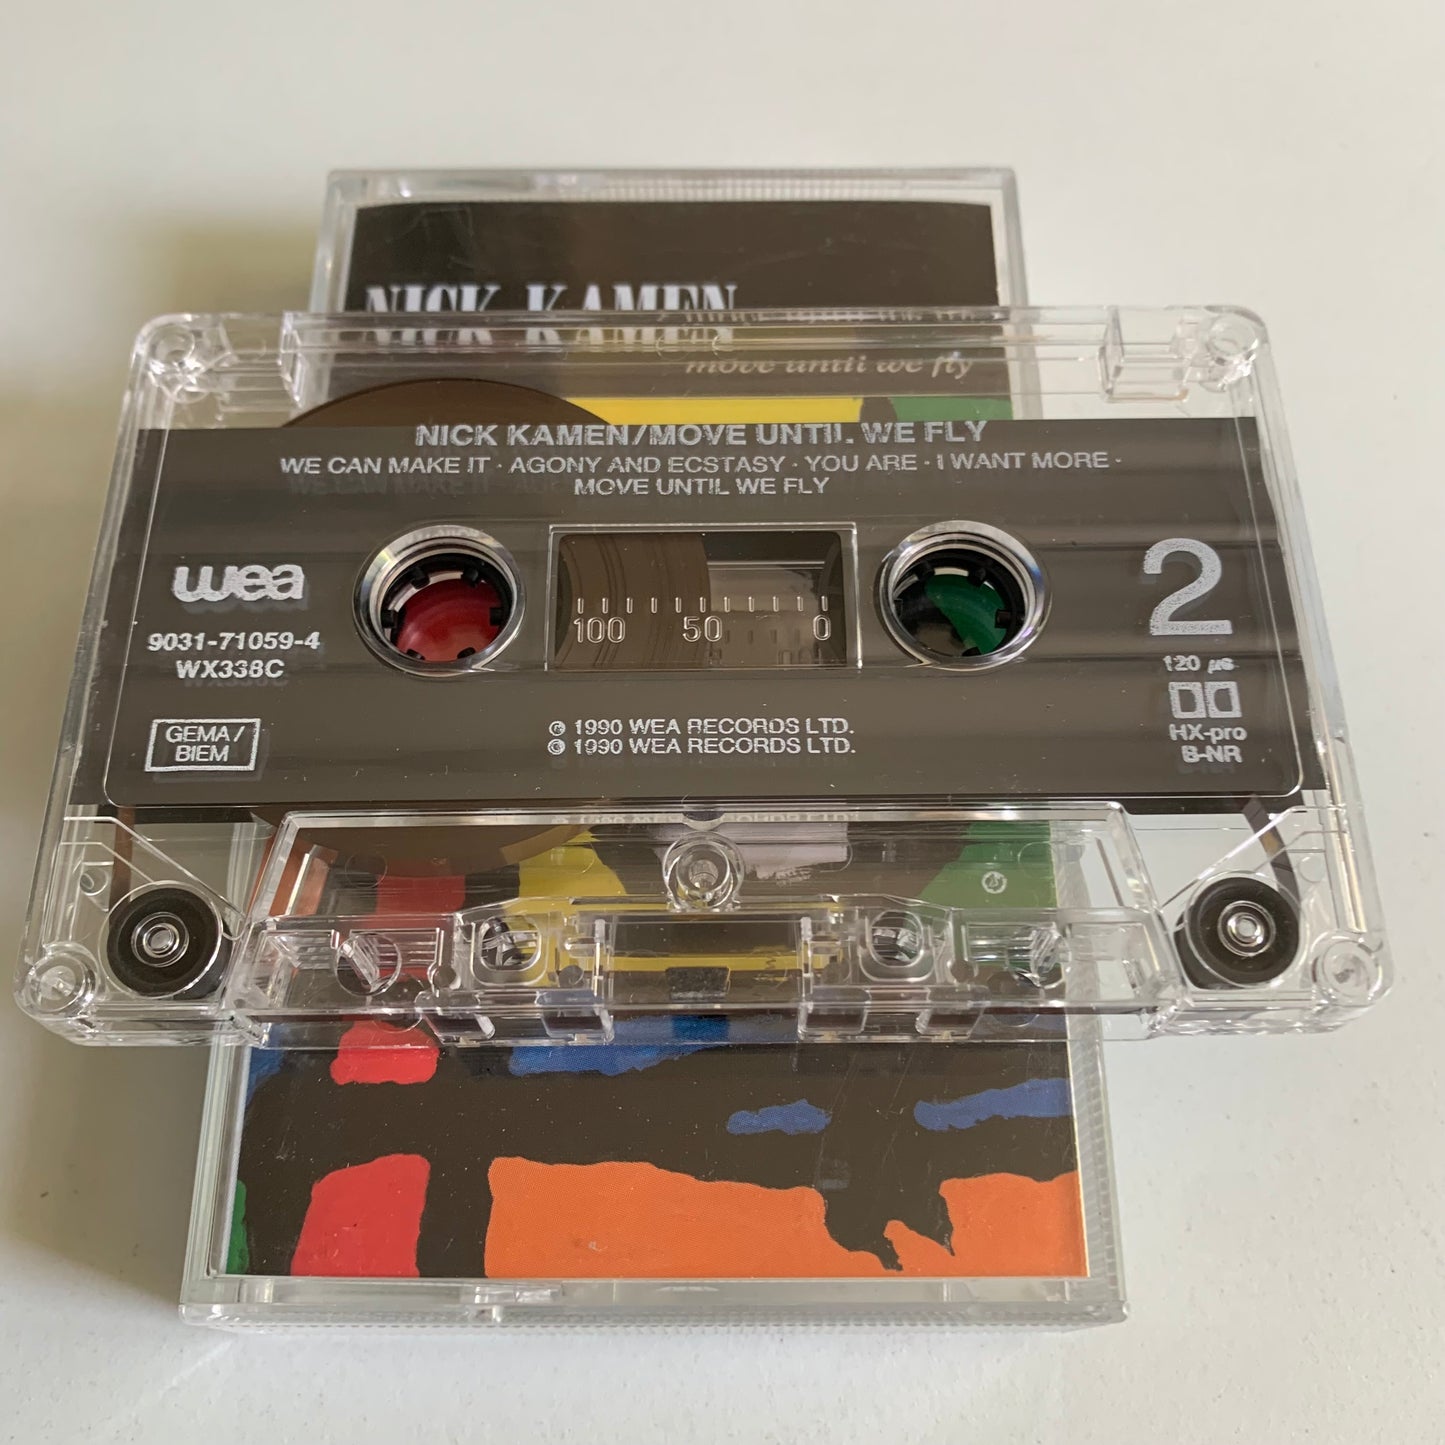 NICK KAMEN
move until we fly
NICK KAMEN/MOVE UNTIL WE FLY
WE CAN MAKE IT · AGONY AND ECSTASY · YOU ARE · I WANT MORE ·
MOVE UNTIL WE FLY
wea
9031-71059-4
WX338C
GEMA/
BIEM
100 50 0
℗ 1990 WEA RECORDS LTD.
© 1990 WEA RECORDS LTD.
2
120 µs
HX-pro
B-NR